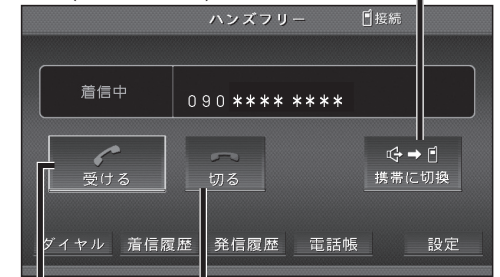 ハンズフリー 接続
着信中 090 **** ****
受ける 切る 携帯に切換
ダイヤル 着信履歴 発信履歴 電話帳 設定